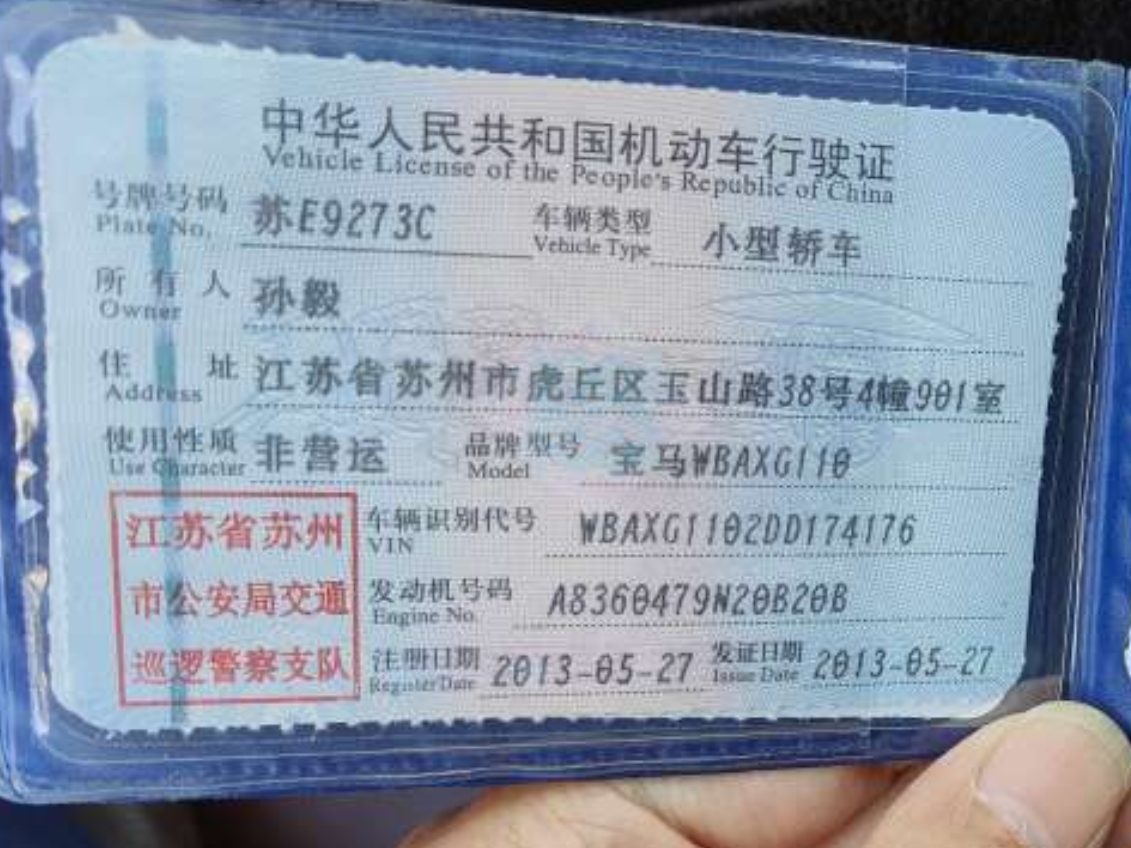 中华人民共和国机动车行驶证
Vehicle License of the People's Republic of China
号牌号码 苏E9273C 车辆类型 小型轿车
Plate No. Vehicle Type
所有人 孙毅
Owner
住址 江苏省苏州市虎丘区玉山路38号4幢901室
Address
使用性质 非营运 品牌型号 宝马WBAXG110
Use Character Model
江苏省苏州 车辆识别代号 WBAXG1102DD174176
VIN
市公安局交通 发动机号码 A8360479N20B20B
Engine No.
巡逻警察支队 注册日期 2013-05-27 发证日期 2013-05-27
Register Date Issue Date